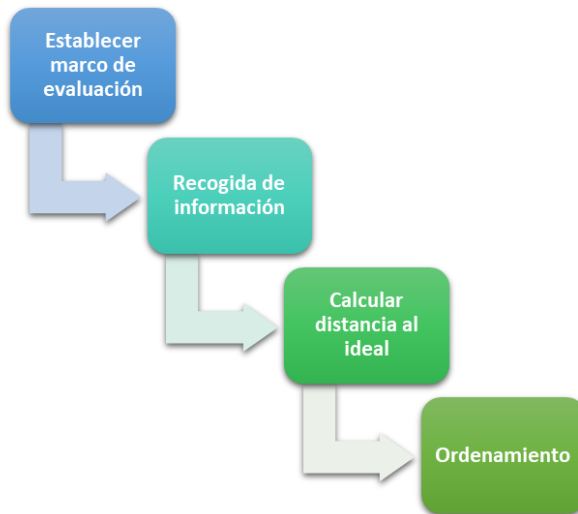 Establecer
marco de
evaluación
Recogida de
información
Calcular
distancia al
ideal
Ordenamiento